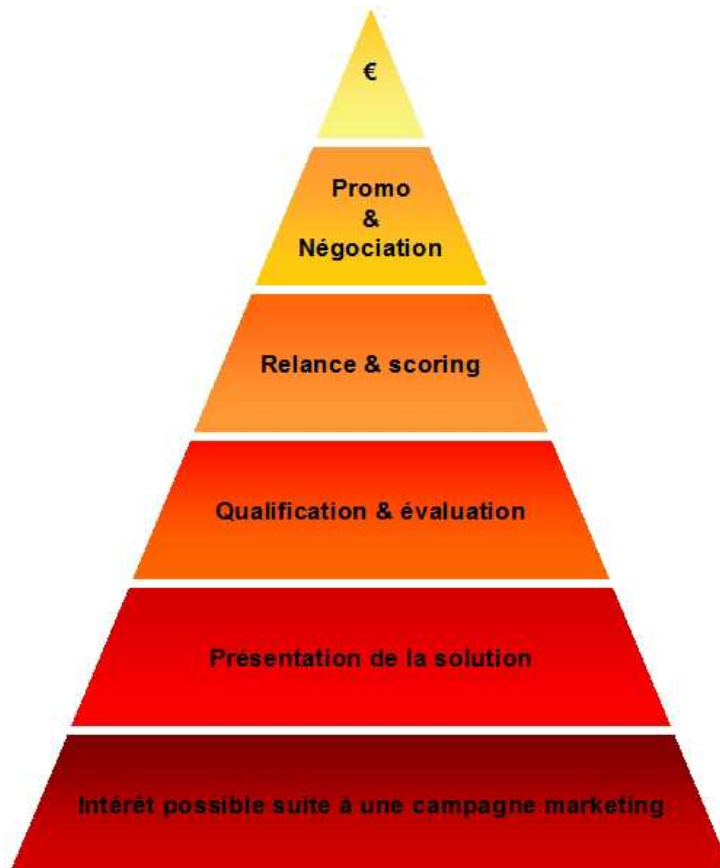 €
Promo
&
Négociation
Relance & scoring
Qualification & évaluation
Présentation de la solution
Intérêt possible suite à une campagne marketing